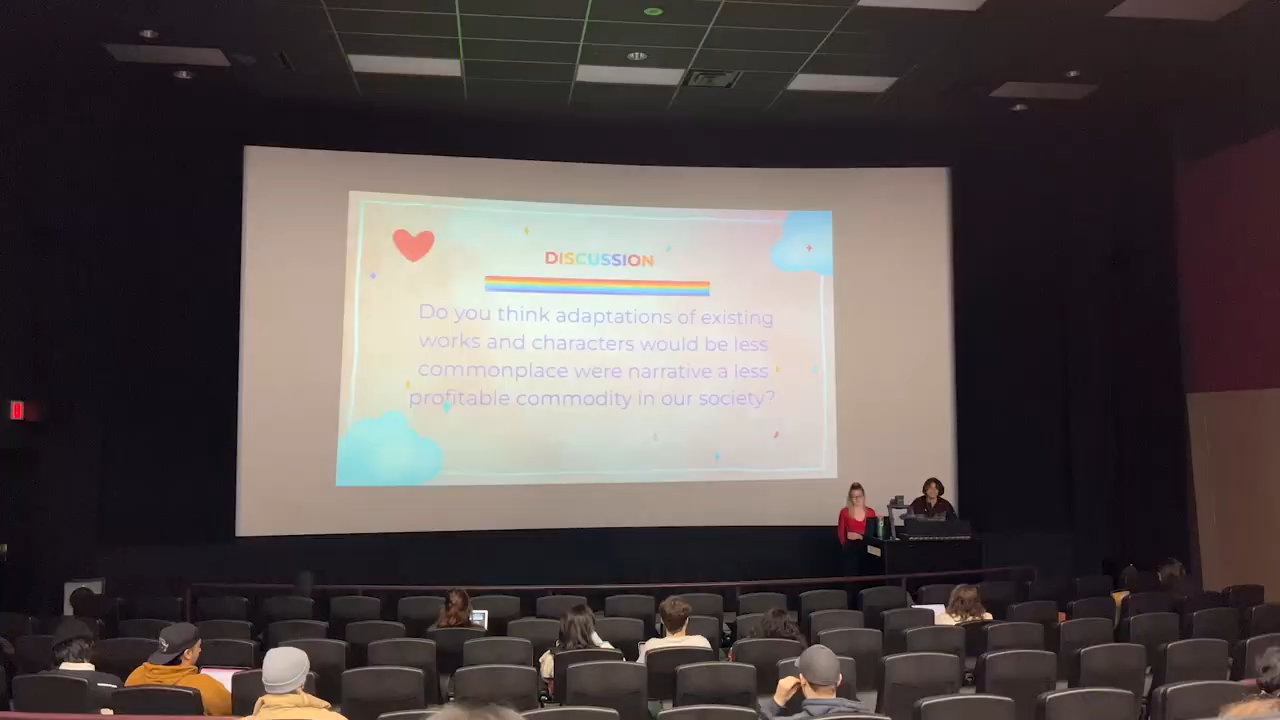 DISCUSSION
Do you think adaptations of existing
works and characters would be less
commonplace were narrative a less
profitable commodity in our society?